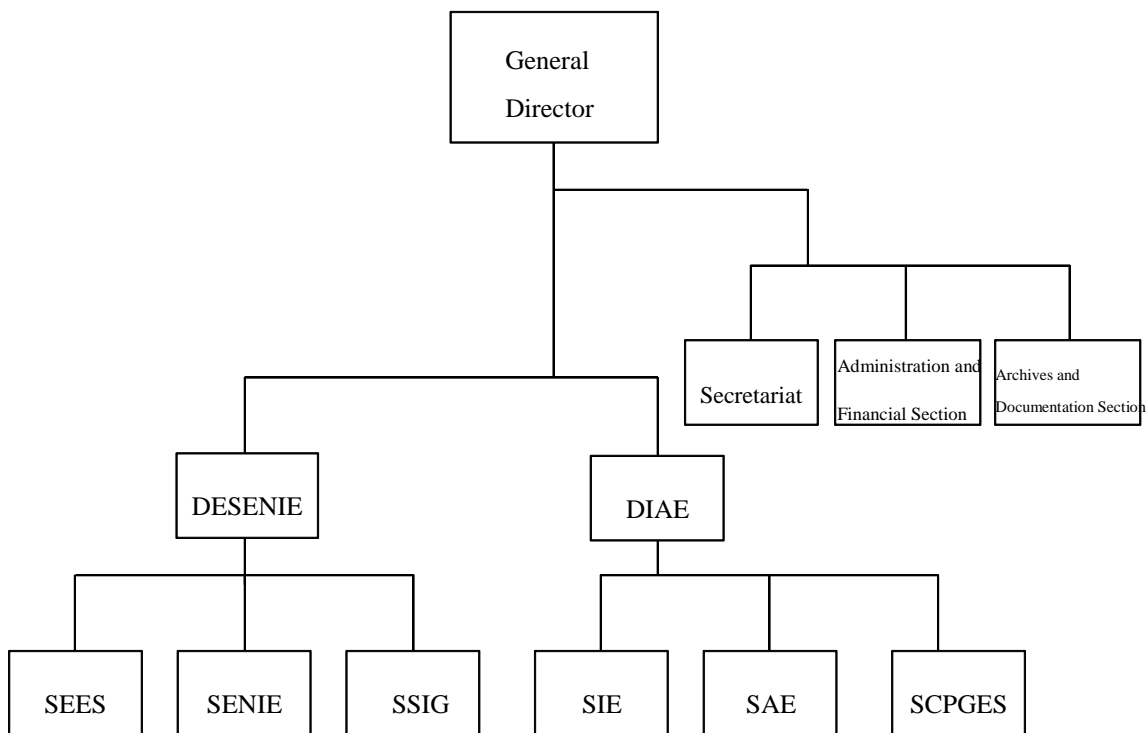 General
Director
Secretariat
Administration and
Financial Section
Archives and
Documentation Section
DESENIE
DIAE
SEES
SENIE
SSIG
SIE
SAE
SCPGES